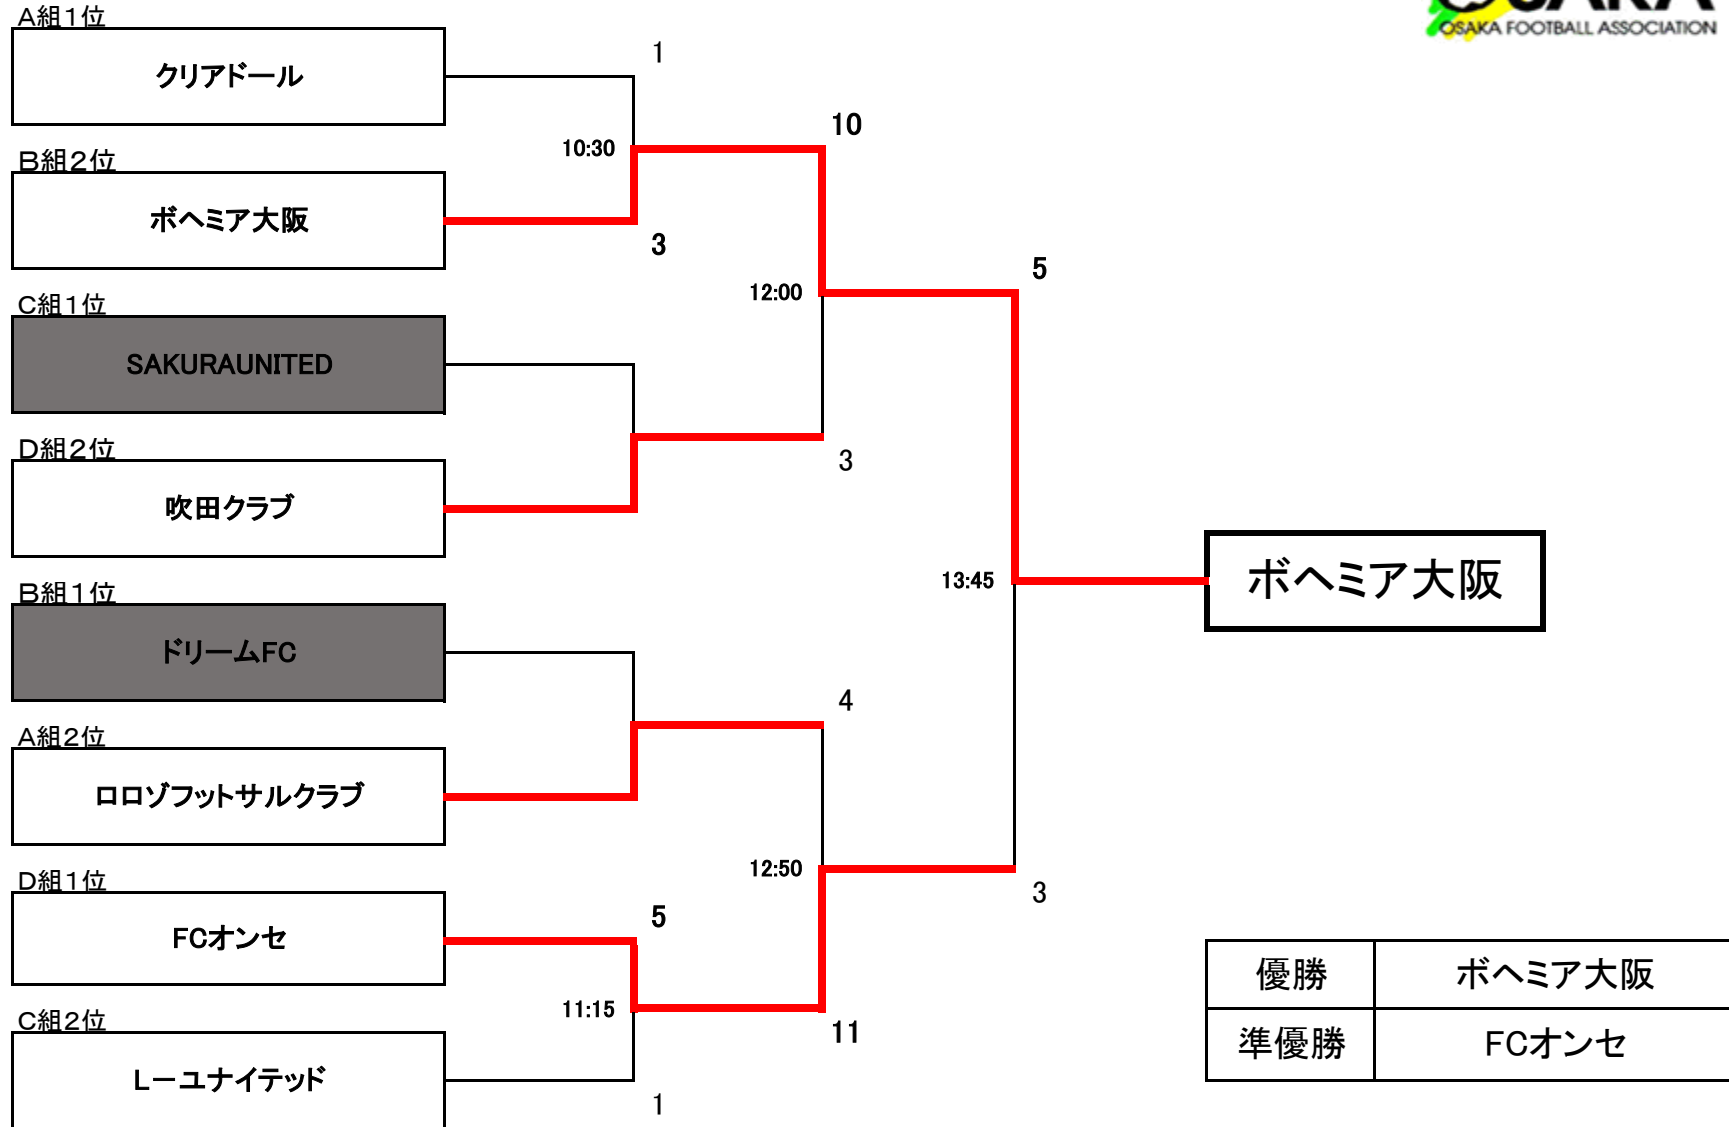 OSAKA
OSAKA FOOTBALL ASSOCIATION
A組1位
クリアドール
1
10:30
10
B組2位
ボヘミア大阪
3
12:00
5
C組1位
SAKURAUNITED
D組2位
吹田クラブ
3
13:45
ボヘミア大阪
B組1位
ドリームFC
4
A組2位
ロロゾフットサルクラブ
12:50
3
D組1位
FCオンセ
5
11:15
11
C組2位
L－ユナイテッド
1
優勝 ボヘミア大阪
準優勝 FCオンセ